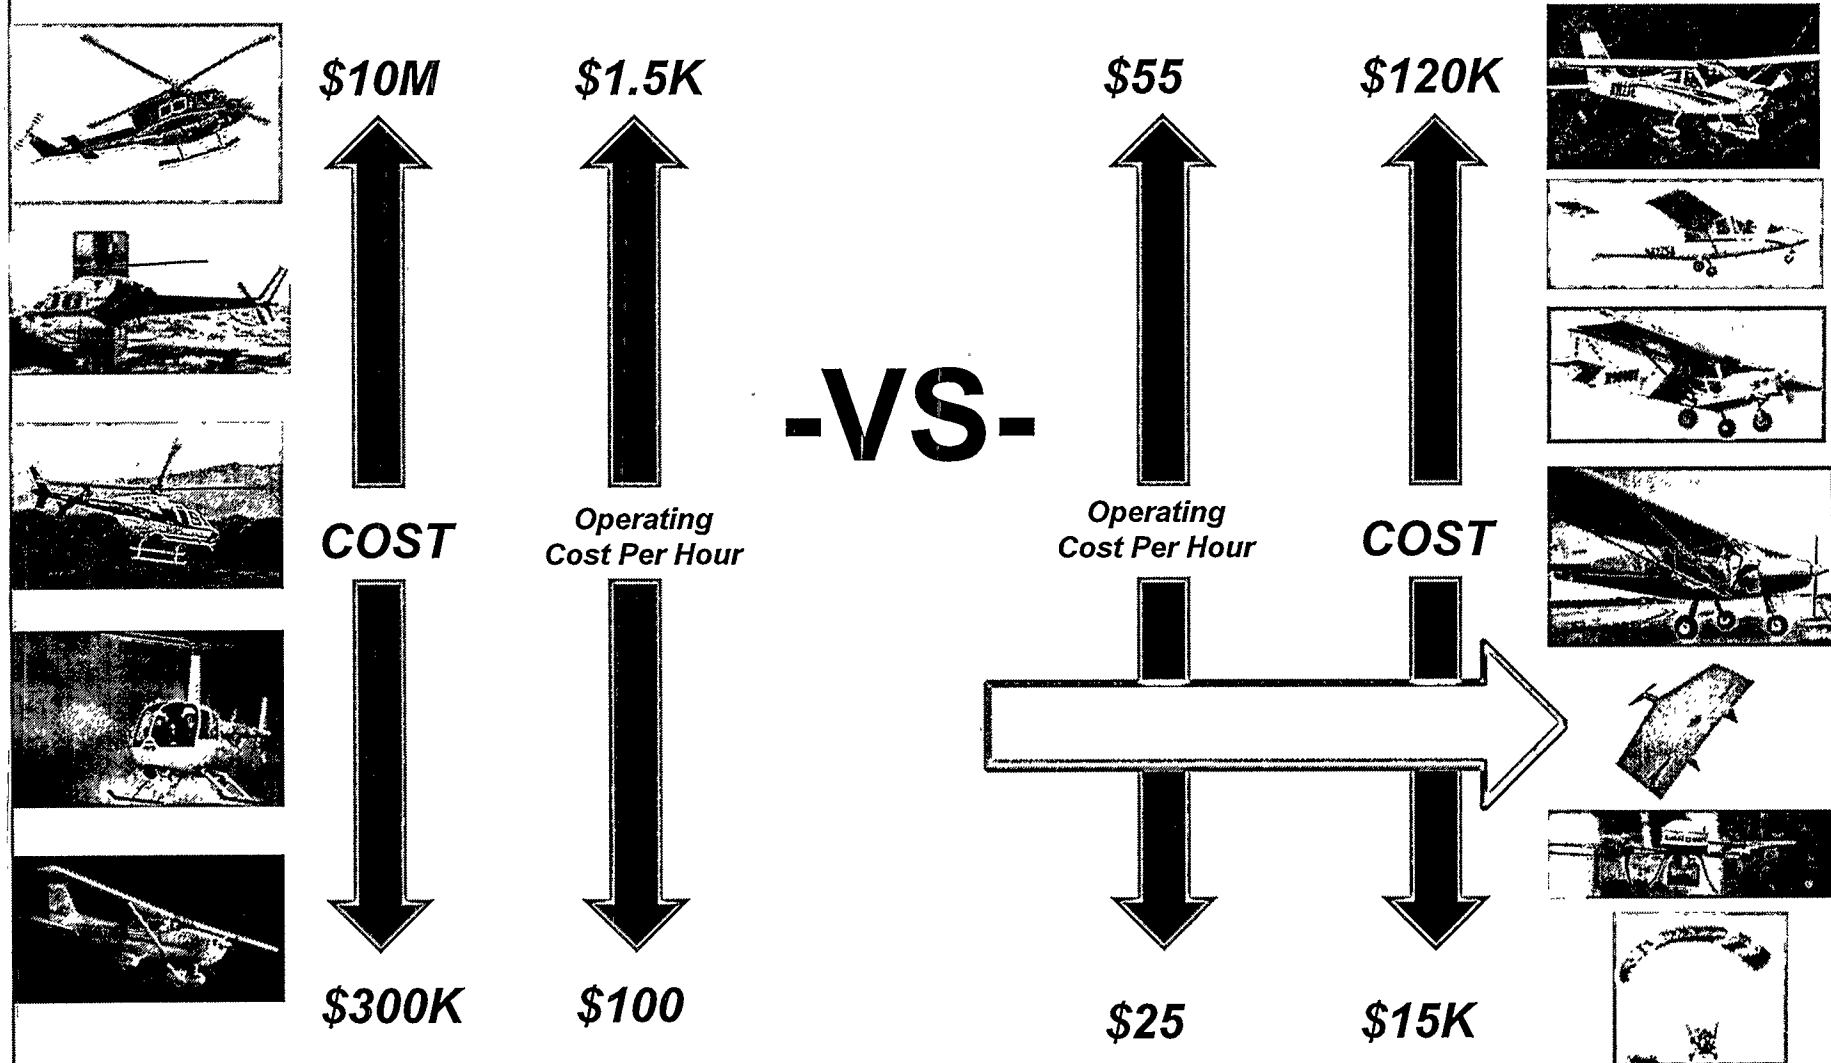 $10M
$1.5K
$55
$120K
-VS-
COST
Operating
Cost Per Hour
Operating
Cost Per Hour
COST
$300K
$100
$25
$15K